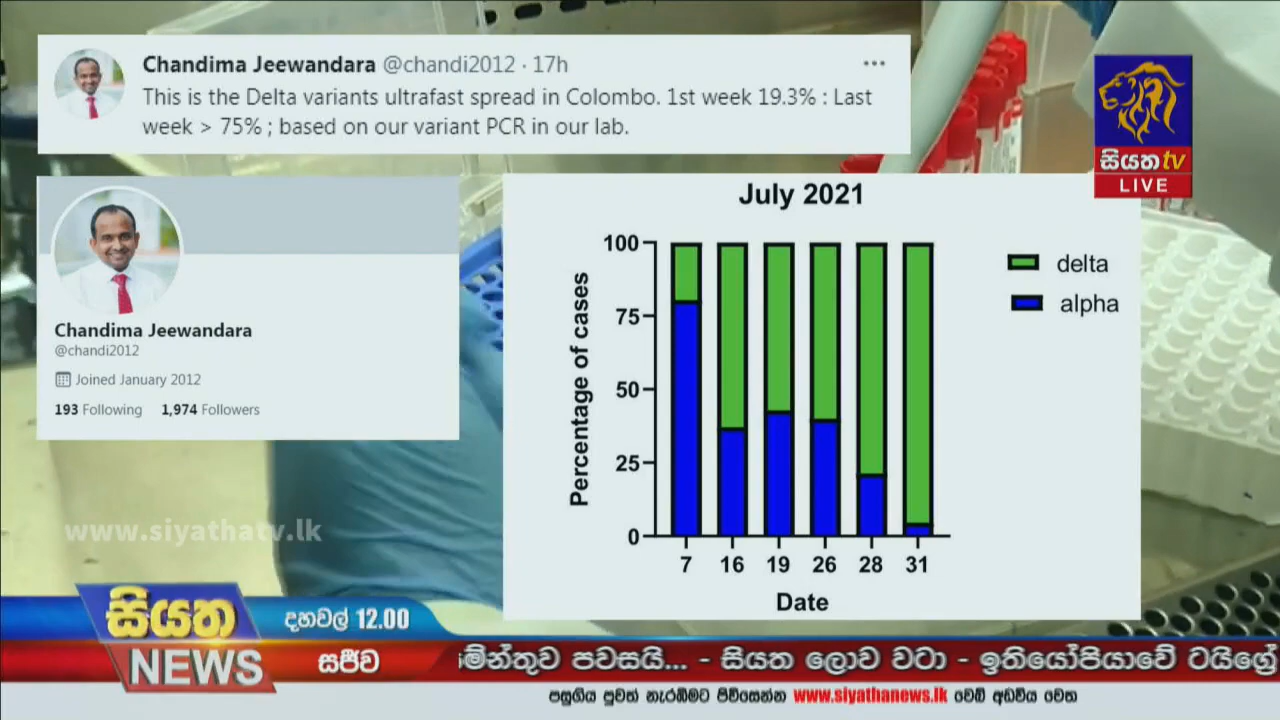 Chandima Jeewandara @chandi2012 · 17h
This is the Delta variants ultrafast spread in Colombo. 1st week 19.3% : Last
week > 75% ; based on our variant PCR in our lab.
සියත tv
LIVE
Chandima Jeewandara
@chandi2012
Joined January 2012
193 Following 1,974 Followers
July 2021
100
75
50
25
0
Percentage of cases
7 16 19 26 28 31
Date
delta
alpha
www.siyathatv.lk
සියත
NEWS
දහවල් 12.00
සජීව
මේන්තුව පවසයි... - සියත ලොව වටා - ඉතියෝපියාවේ ටයිග්‍රේ
පසුගිය පුවත් නැරඹීමට පිවිසෙන්න www.siyathanews.lk වෙබ් අඩවිය වෙත